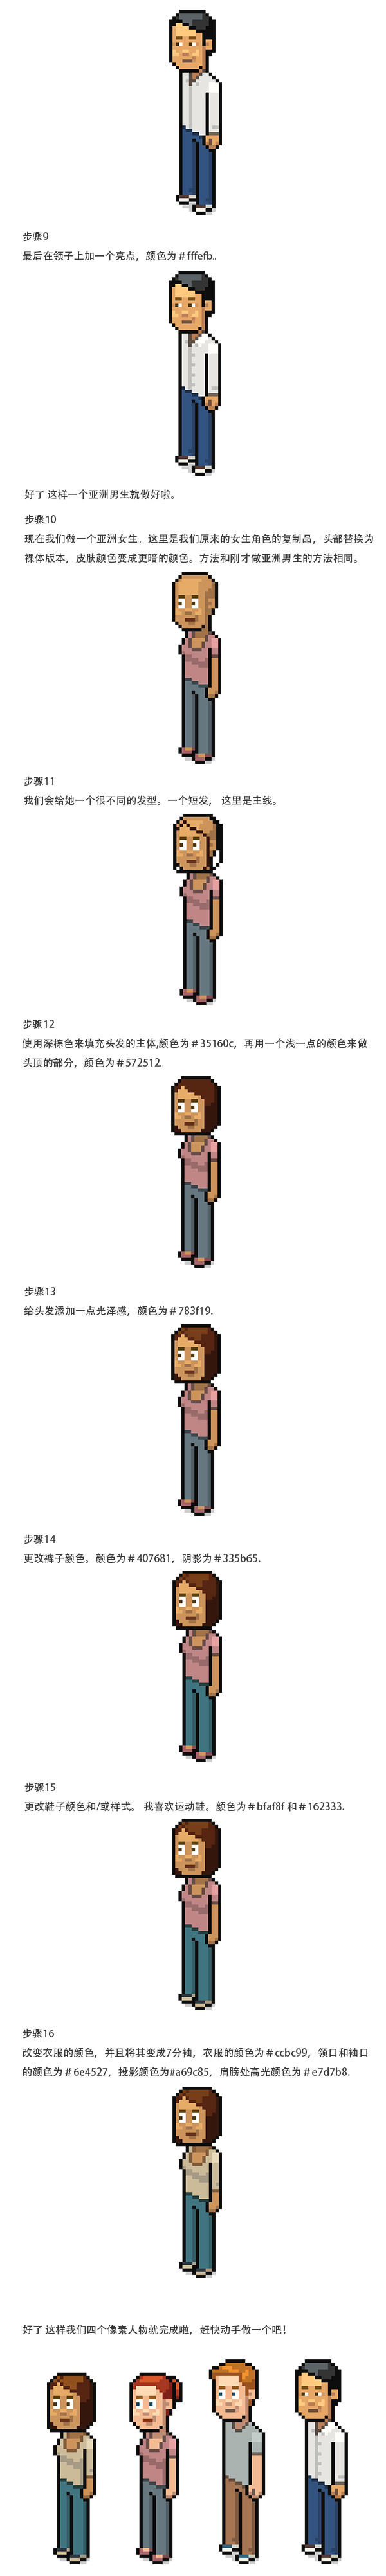 步骤9
最后在领子上加一个亮点，颜色为#fffefb。
好了 这样一个亚洲男生就做好啦。
步骤10
现在我们做一个亚洲女生。这里是我们原来的女生角色的复制品，头部替换为
裸体版本，皮肤颜色变成更暗的颜色。方法和刚才做亚洲男生的方法相同。
步骤11
我们会给她一个很不同的发型。一个短发， 这里是主线。
步骤12
使用深棕色来填充头发的主体,颜色为#35160c，再用一个浅一点的颜色来做
头顶的部分，颜色为#572512。
步骤13
给头发添加一点光泽感，颜色为#783f19.
步骤14
更改裤子颜色。颜色为#407681，阴影为#335b65.
步骤15
更改鞋子颜色和/或样式。 我喜欢运动鞋。颜色为#bfaf8f 和#162333.
步骤16
改变衣服的颜色，并且将其变成7分袖，衣服的颜色为#ccbc99，领口和袖口
的颜色为#6e4527，投影颜色为#a69c85，肩膀处高光颜色为#e7d7b8.
好了 这样我们四个像素人物就完成啦，赶快动手做一个吧！